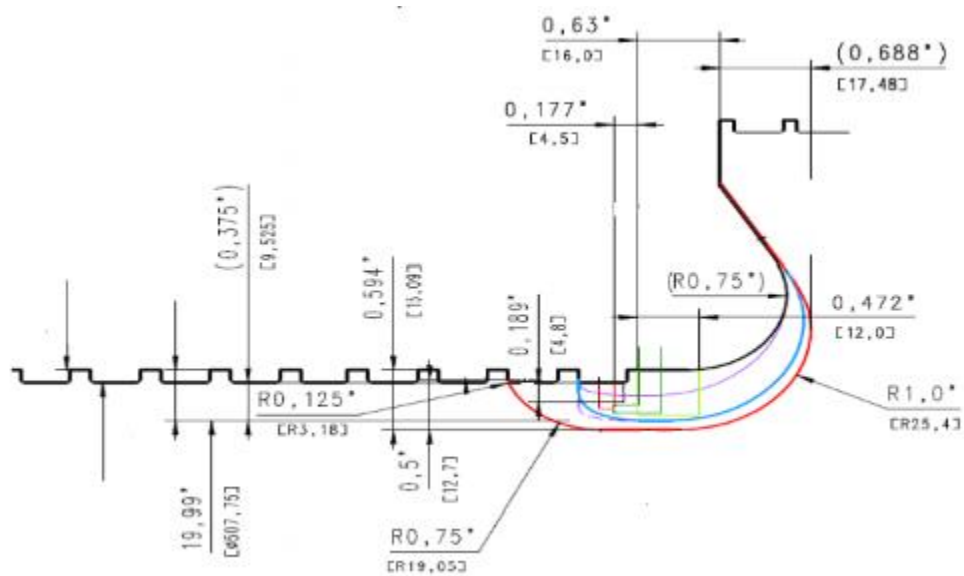 0,63"
[16,0]
(0,688")
[17,48]
0,177"
[4,5]
(0,375")
[9,525]
0,594"
[15,09]
0,189"
[4,8]
(R0,75")
0,472"
[12,0]
R0,125"
[R3,18]
R1,0"
[R25,4]
19,99"
[ø607,75]
0,5"
[12,7]
R0,75"
[R19,05]